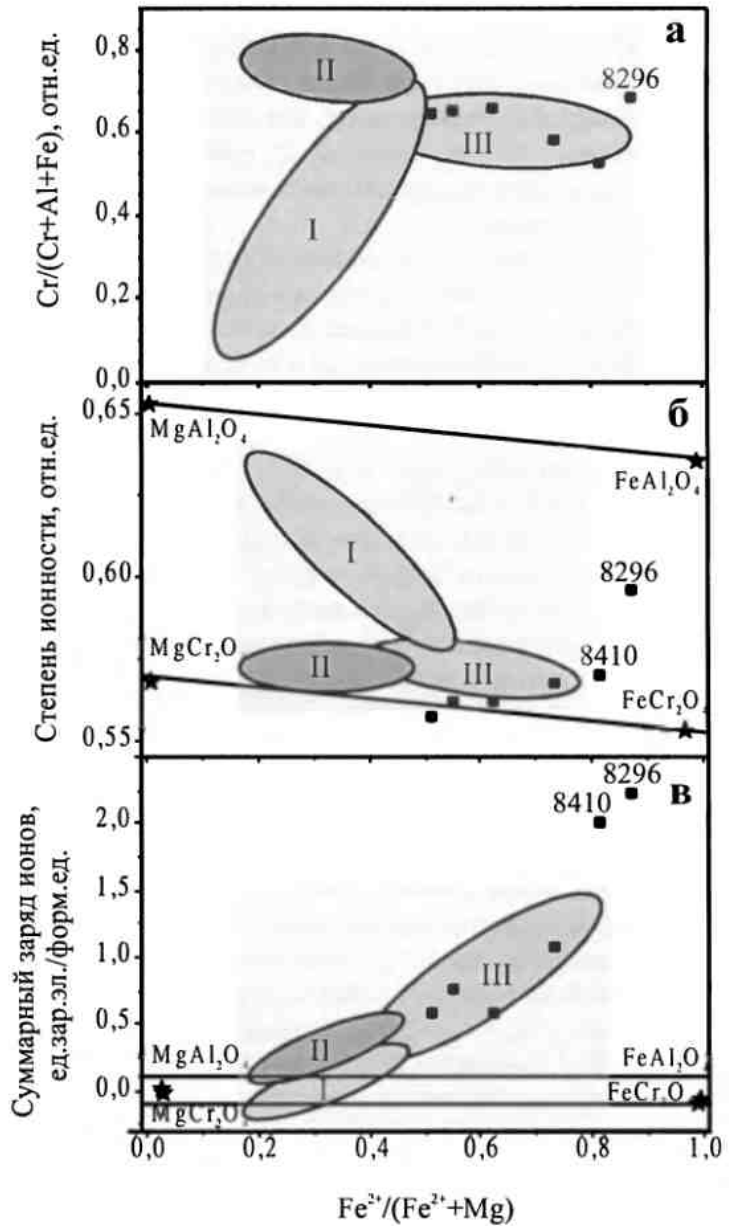 а
0,8
0,6
0,4
0,2
0,0
Cr/(Cr+Al+Fe), отн.ед.
II
I
III
8296
б
0,65
0,60
0,55
Степень ионности, отн.ед.
MgAl₂O₄
FeAl₂O₄
I
8296
MgCr₂O
II
III
8410
FeCr₂O₄
в
8296
8410
2,0
1,5
1,0
0,5
0,0
Суммарный заряд ионов,
ед.зар.эл./форм.ед.
III
II
MgAl₂O₄
FeAl₂O
I
FeCr₂O
MgCr₂O
0,0 0,2 0,4 0,6 0,8 1,0
Fe²⁺/(Fe²⁺+Mg)